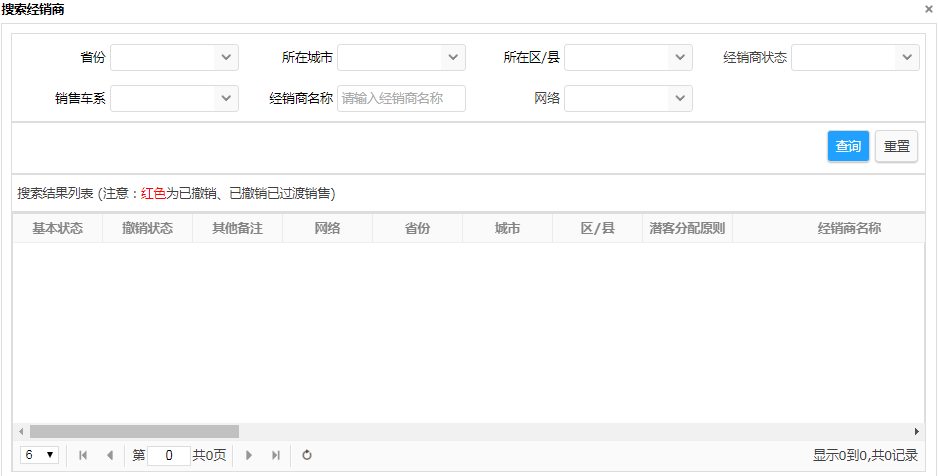 搜索经销商
省份 所在城市 所在区/县 经销商状态
销售车系 经销商名称 请输入经销商名称 网络
查询 重置
搜索结果列表 (注意：红色为已撤销、已撤销已过渡销售)
基本状态 撤销状态 其他备注 网络 省份 城市 区/县 潜客分配原则 经销商名称
6 第 0 共0页 显示0到0,共0记录